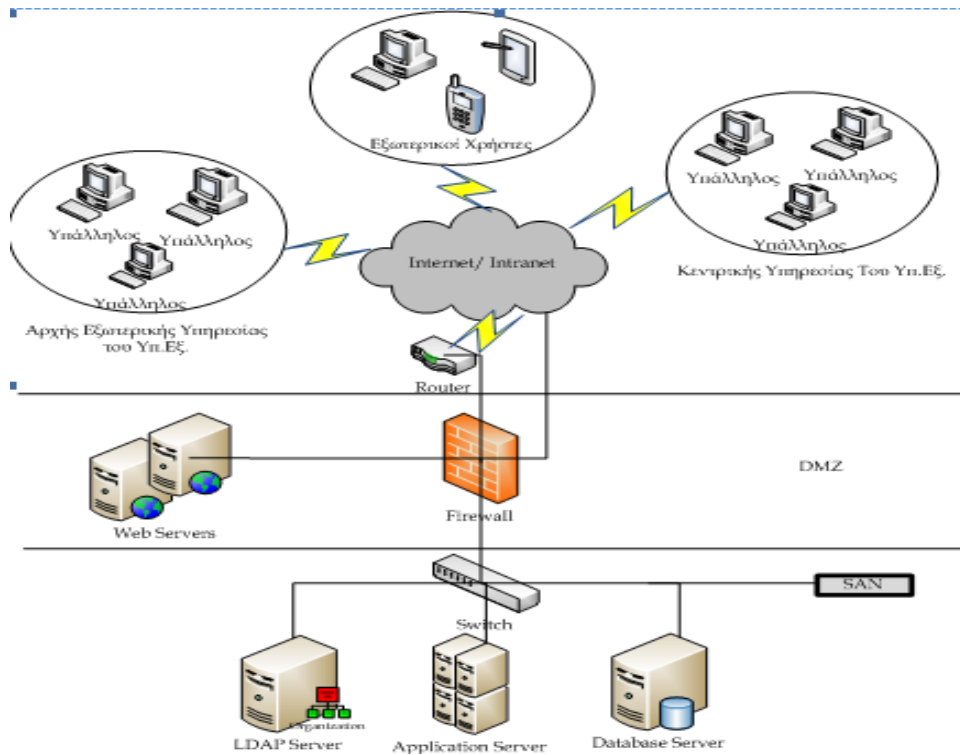 Εξωτερικοί Χρήστες
Υπάλληλος
Υπάλληλος
Υπάλληλος
Αρχής Εξωτερικής Υπηρεσίας
του Υπ.Εξ.
Internet/ Intranet
Υπάλληλος
Υπάλληλος
Υπάλληλος
Κεντρικής Υπηρεσίας Του Υπ.Εξ.
Router
DMZ
Firewall
Web Servers
SAN
Switch
Organization
LDAP Server
Application Server
Database Server